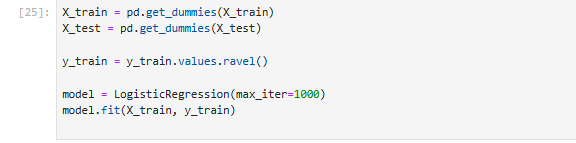 [25]:
X_train = pd.get_dummies(X_train)
X_test = pd.get_dummies(X_test)
y_train = y_train.values.ravel()
model = LogisticRegression(max_iter=1000)
model.fit(X_train, y_train)